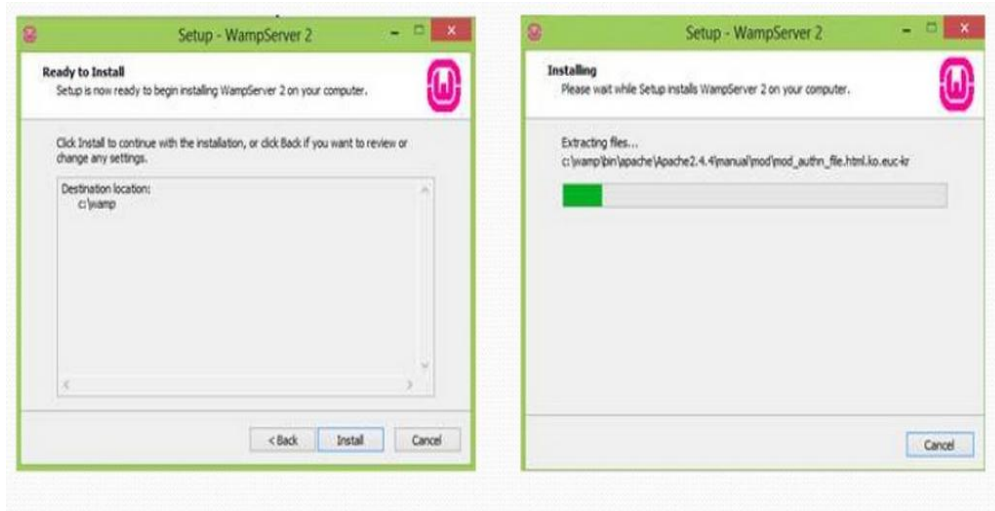 Setup - WampServer 2
Ready to Install
Setup is now ready to begin installing WampServer 2 on your computer.
Click Install to continue with the installation, or click Back if you want to review or
change any settings.
Destination location:
c:\wamp
< Back
Install
Cancel
Setup - WampServer 2
Installing
Please wait while Setup installs WampServer 2 on your computer.
Extracting files...
c:\wamp\bin\apache\Apache2.4.4\manual\mod\mod_authn_file.html.ko.euc-kr
Cancel